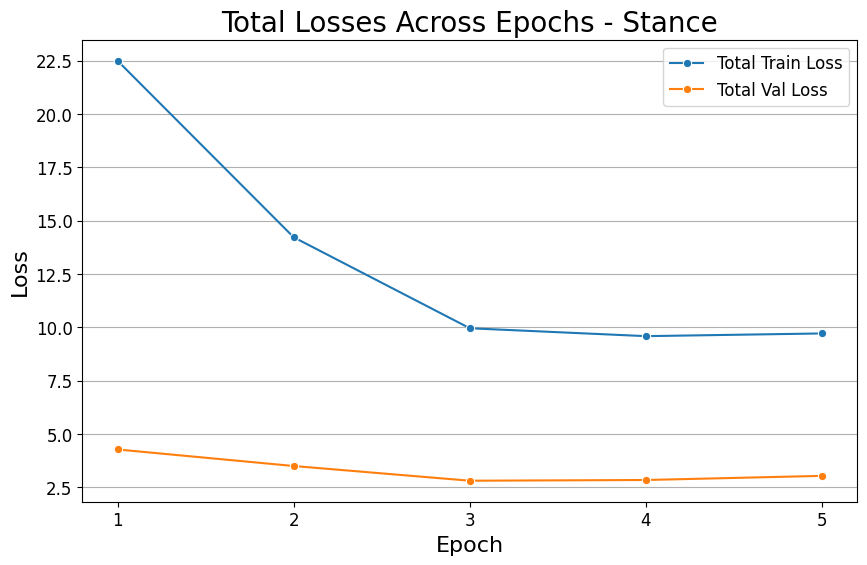 Total Losses Across Epochs - Stance
Total Train Loss
Total Val Loss
22.5
20.0
17.5
15.0
12.5
10.0
7.5
5.0
2.5
Loss
1 2 3 4 5
Epoch